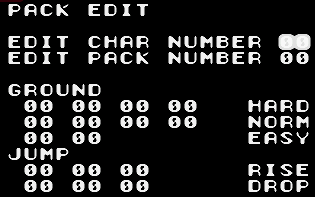 PACK EDIT
EDIT CHAR NUMBER 00
EDIT PACK NUMBER 00
GROUND
00 00 00 00 HARD
00 00 00 00 NORM
00 00 EASY
JUMP
00 00 00 RISE
00 00 00 DROP